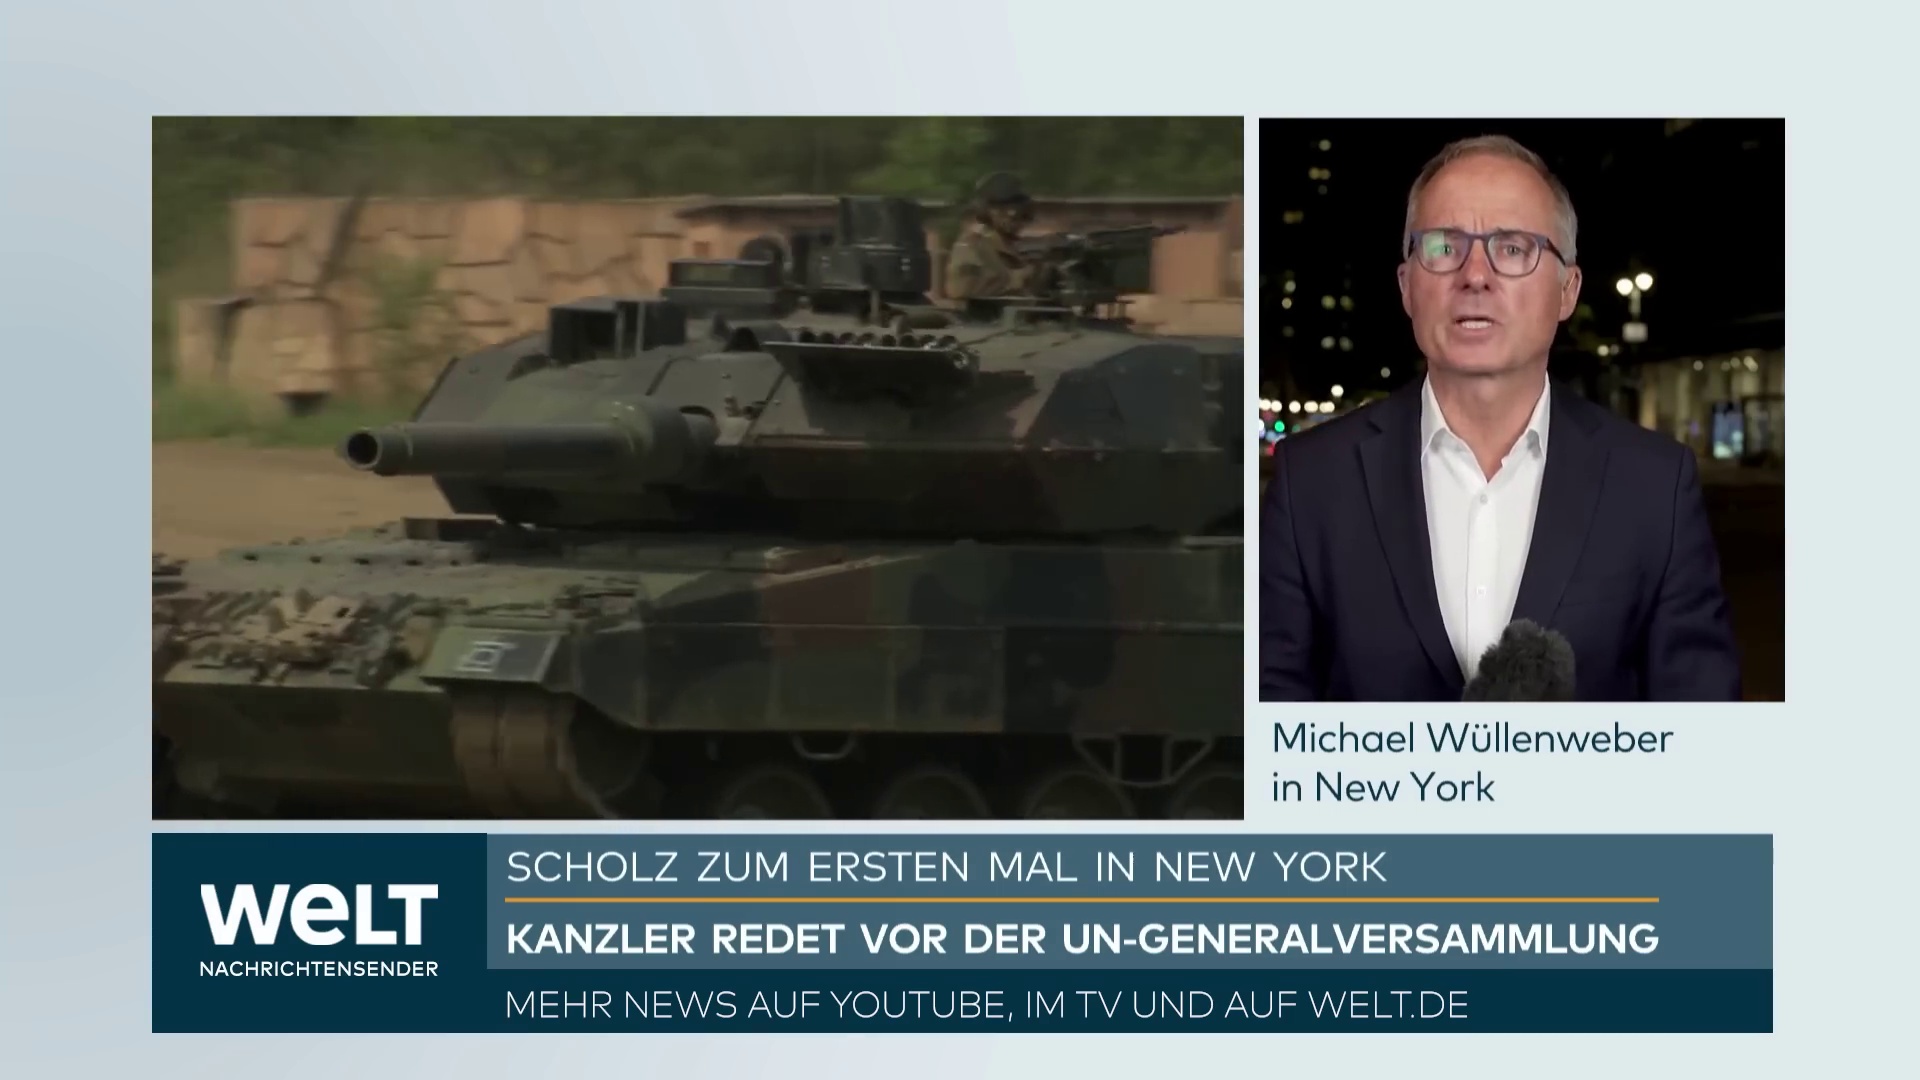 Michael Wüllenweber
in New York
SCHOLZ ZUM ERSTEN MAL IN NEW YORK
WELT
NACHRICHTENSENDER
KANZLER REDET VOR DER UN-GENERALVERSAMMLUNG
MEHR NEWS AUF YOUTUBE, IM TV UND AUF WELT.DE